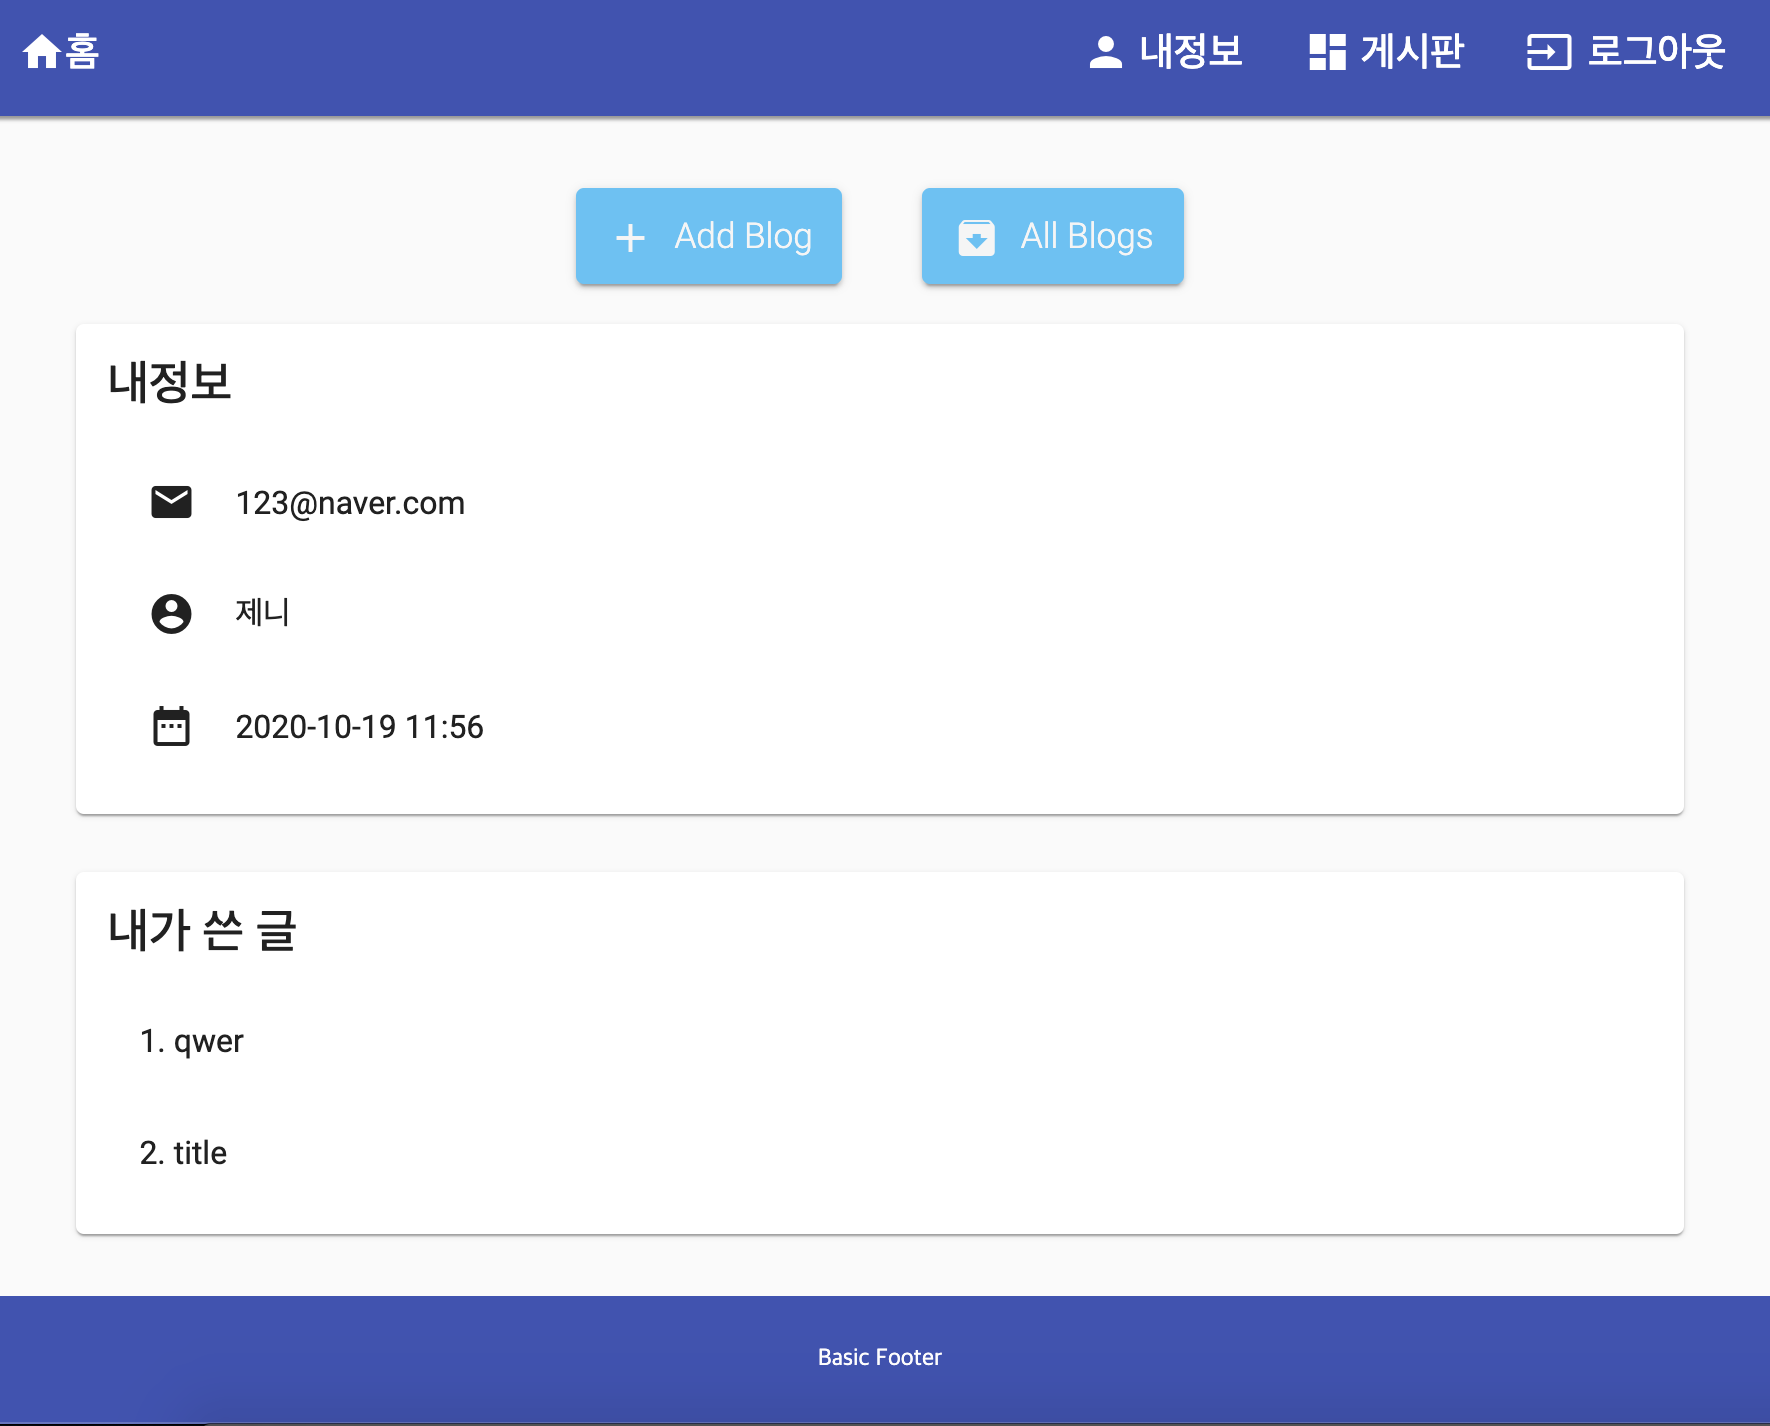 홈 내정보 게시판 로그아웃
Add Blog All Blogs
내정보
123@naver.com
제니
2020-10-19 11:56
내가 쓴 글
1. qwer
2. title
Basic Footer